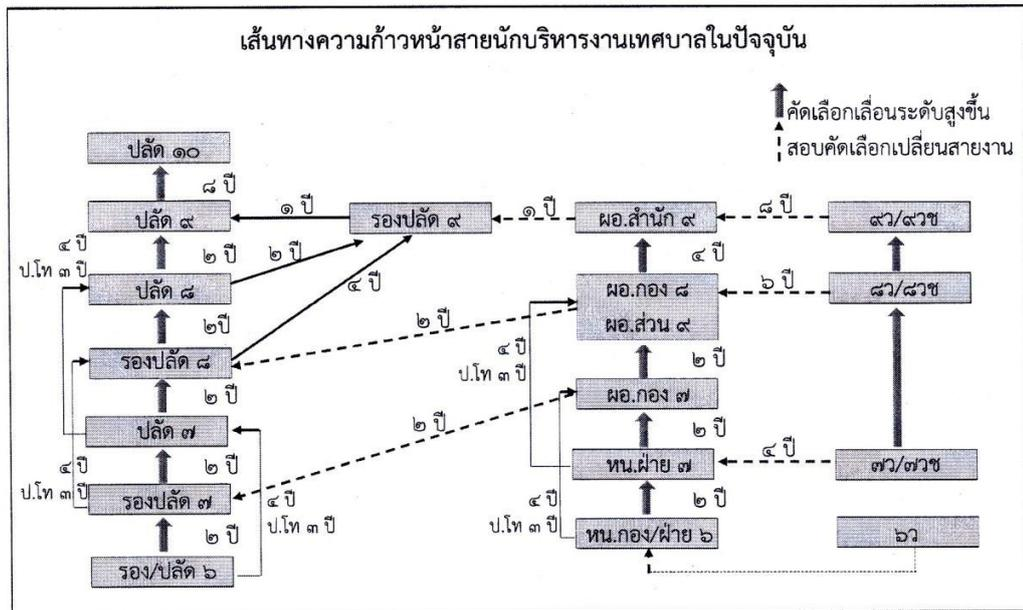 เส้นทางความก้าวหน้าสายนักบริหารงานเทศบาลในปัจจุบัน
คัดเลือกเลื่อนระดับสูงขึ้น
สอบคัดเลือกเปลี่ยนสายงาน
ปลัด ๑๐
๘ ปี
ปลัด ๙
๑ ปี
รองปลัด ๙
๑ ปี
ผอ.สำนัก ๙
๘ ปี
๙ว/๙วช
๔ ปี
ป.โท ๓ ปี
๒ ปี
๒ ปี
๔ ปี
๔ ปี
ปลัด ๘
ผอ.กอง ๘
ผอ.ส่วน ๙
๖ ปี
๘ว/๘วช
๒ปี
๒ ปี
รองปลัด ๘
๔ ปี
ป.โท ๓ ปี
๒ ปี
๒ ปี
ผอ.กอง ๗
ปลัด ๗
๒ ปี
๒ ปี
๔ ปี
ป.โท ๓ ปี
๒ ปี
หน.ฝ่าย ๗
๔ ปี
๗ว/๗วช
รองปลัด ๗
๔ ปี
ป.โท ๓ ปี
๔ ปี
ป.โท ๓ ปี
๒ ปี
๒ ปี
หน.กอง/ฝ่าย ๖
๖ว
รอง/ปลัด ๖